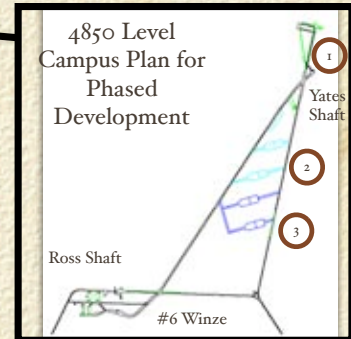 4850 Level
Campus Plan for
Phased
Development
1
Yates
Shaft
2
3
Ross Shaft
#6 Winze